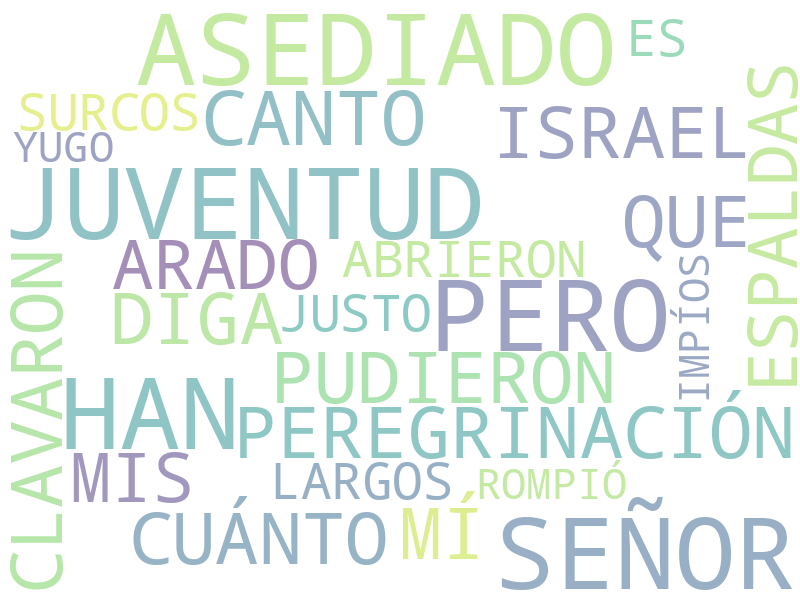 ASEDIADO
ES
SURCOS
CANTO
ISRAEL
YUGO
ESPALDAS
JUVENTUD
QUE
ARADO
ABRIERON
CLAVARON
IMPÍOS
PERO
DIGA
JUSTO
PUDIERON
HAN
PEREGRINACIÓN
MIS
LARGOS
ROMPIÓ
CUÁNTO
MÍ
SEÑOR